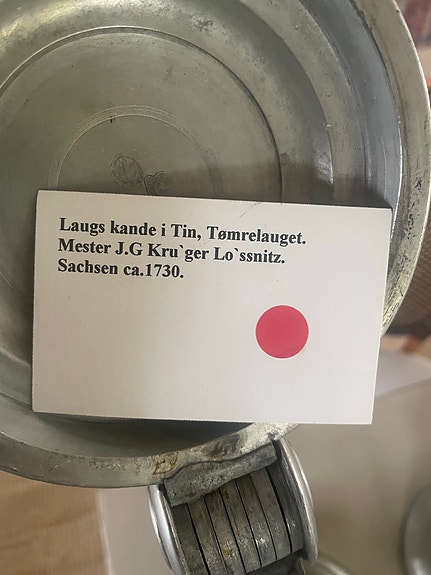 Laugs kande i Tin, Tømrelauget.
Mester J.G Kru`ger Lo`ssnitz.
Sachsen ca.1730.